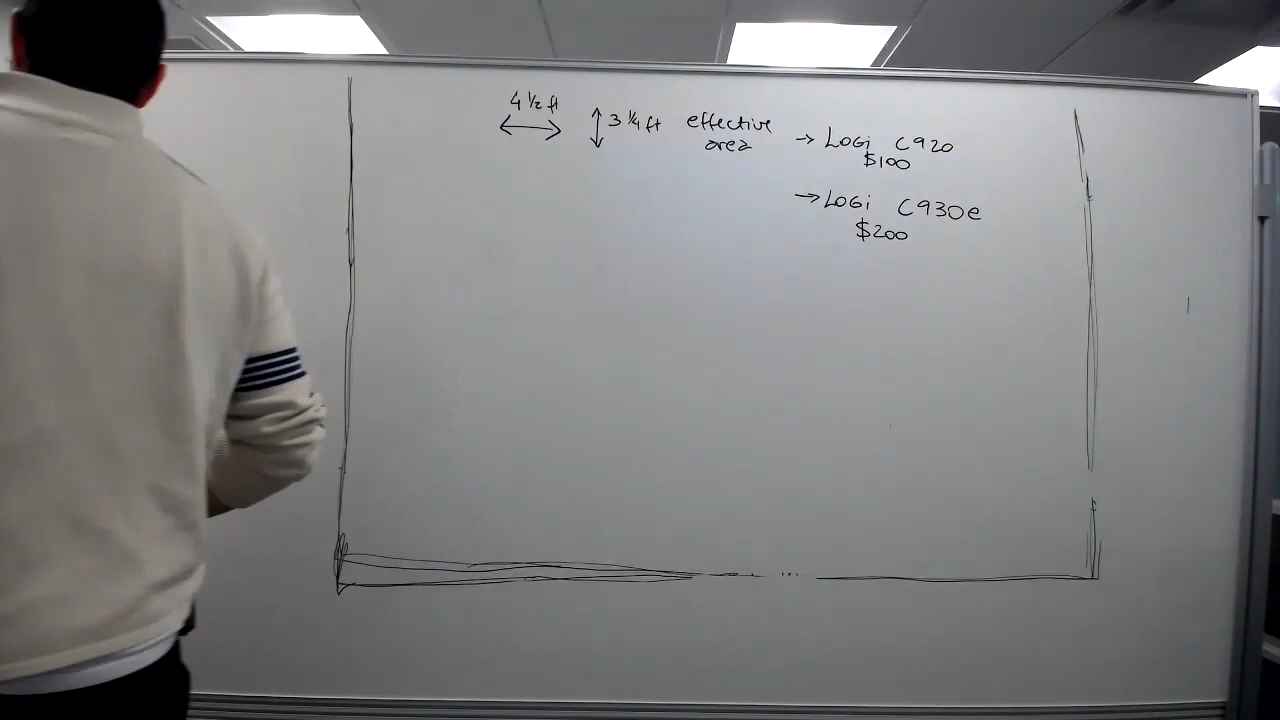 4 1/2 ft
3 1/4 ft effective area
→ LOGi C920
$100
→ LOGi C930e
$200